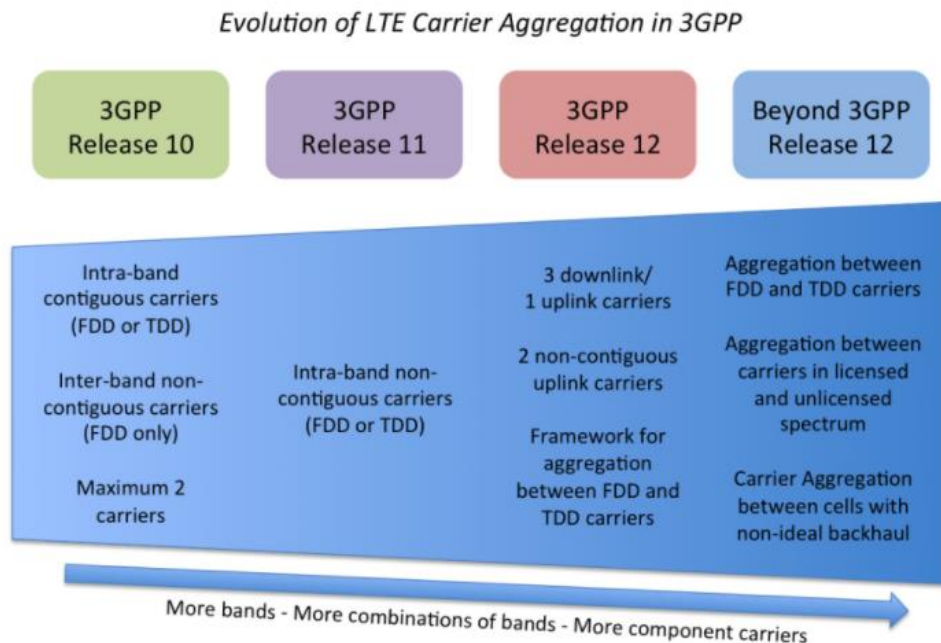 Evolution of LTE Carrier Aggregation in 3GPP
3GPP
Release 10
3GPP
Release 11
3GPP
Release 12
Beyond 3GPP
Release 12
Intra-band
contiguous carriers
(FDD or TDD)
Inter-band non-
contiguous carriers
(FDD only)
Maximum 2
carriers
Intra-band non-
contiguous carriers
(FDD or TDD)
3 downlink/
1 uplink carriers
2 non-contiguous
uplink carriers
Framework for
aggregation
between FDD and
TDD carriers
Aggregation between
FDD and TDD carriers
Aggregation between
carriers in licensed
and unlicensed
spectrum
Carrier Aggregation
between cells with
non-ideal backhaul
More bands - More combinations of bands - More component carriers